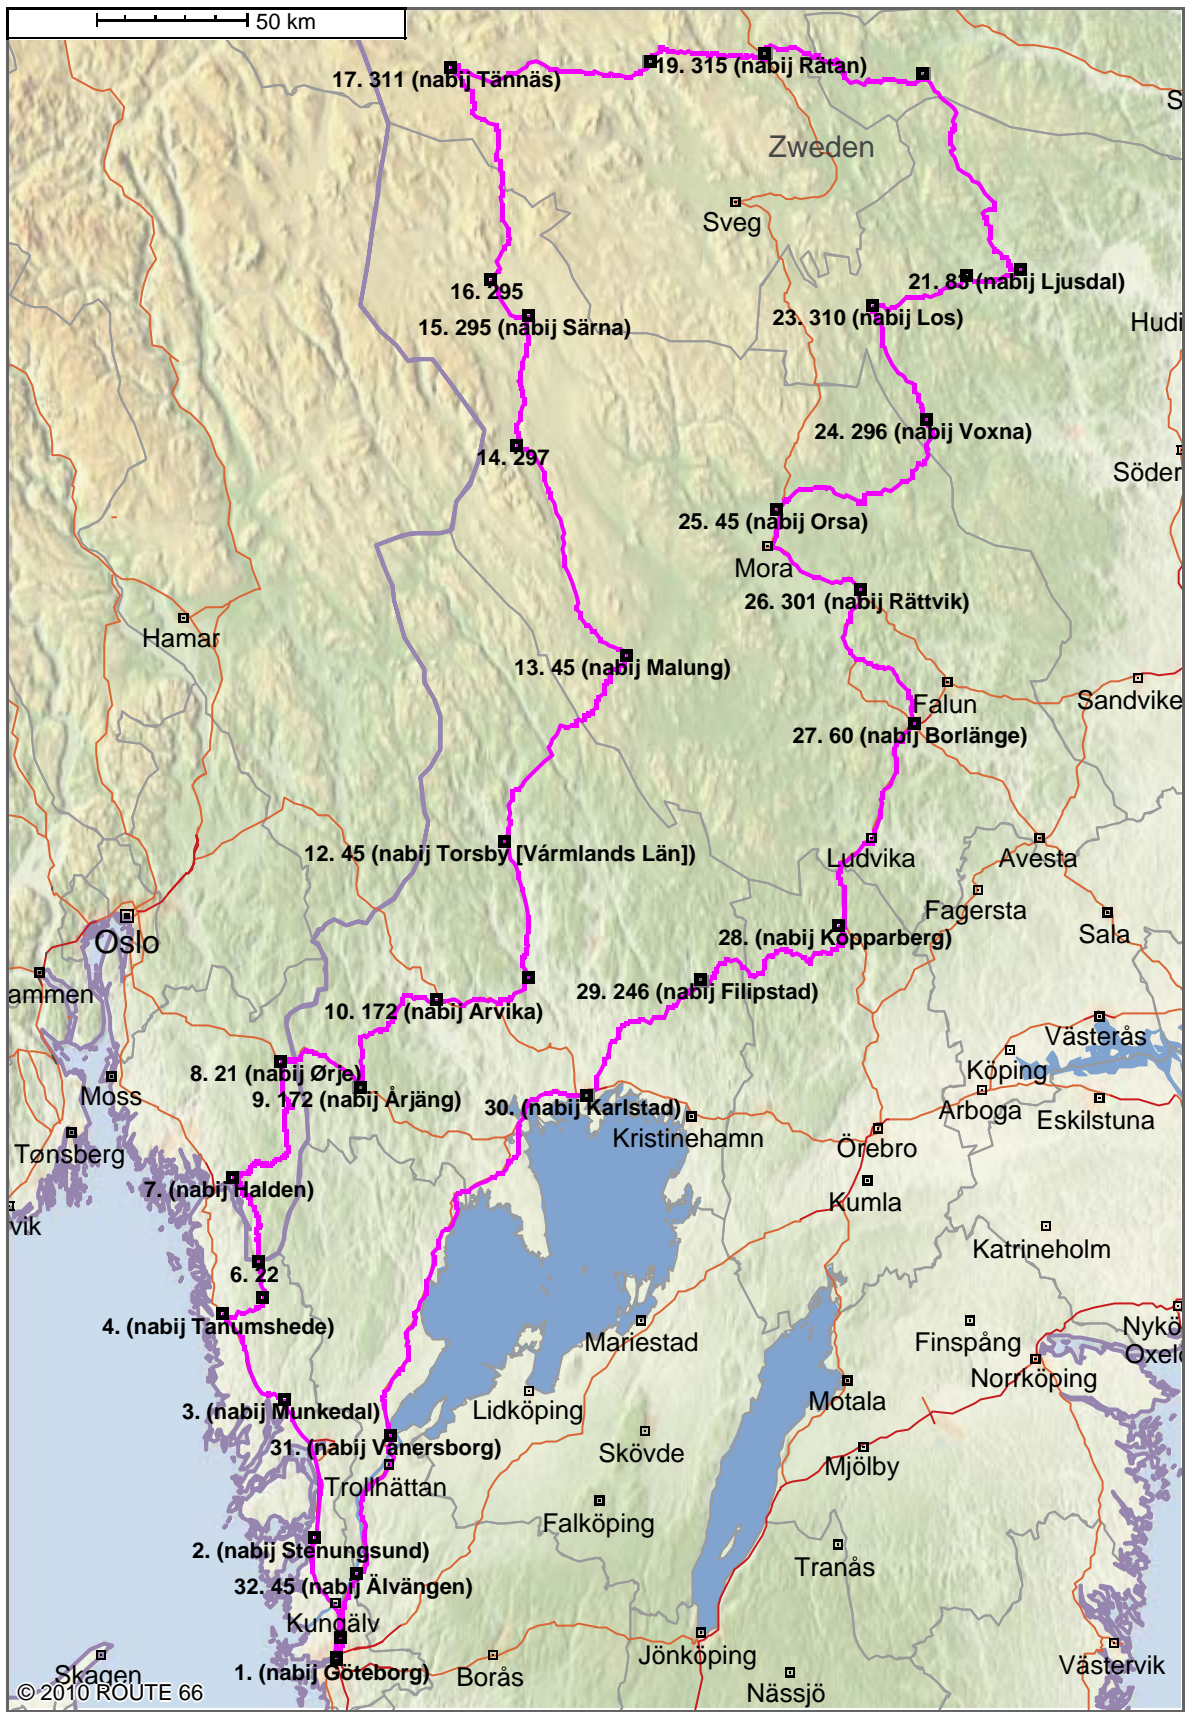 50 km
17. 311 (nabij Tännäs)
19. 315 (nabij Rätan)
S
Zweden
Sveg
16. 295
21. 83 (nabij Ljusdal)
15. 295 (nabij Särna)
23. 310 (nabij Los)
Hudi
24. 296 (nabij Voxna)
14. 297
Söder
25. 45 (nabij Orsa)
Mora
26. 301 (nabij Rättvik)
Hamar
13. 45 (nabij Malung)
Falun
Sandvike
27. 60 (nabij Borlänge)
12. 45 (nabij Torsby [Vármlands Län])
Ludvika
Avesta
Fagersta
Sala
Oslo
28. (nabij Kopparberg)
ammen
29. 246 (nabij Filipstad)
10. 172 (nabij Arvika)
Västerås
Köping
8. 21 (nabij Ørje)
Moss
9. 172 (nabij Årjäng)
30. (nabij Karlstad)
Arboga
Eskilstuna
Kristinehamn
Örebro
Tønsberg
7. (nabij Halden)
Kumla
vik
Katrineholm
6. 22
4. (nabij Tanumshede)
Mariestad
Finspång
Nykö
Oxelö
Norrköping
Motala
3. (nabij Munkedal)
Lidköping
31. (nabij Vänersborg)
Skövde
Mjölby
Trollhättan
Falköping
2. (nabij Stenungsund)
Tranås
32. 45 (nabij Älvängen)
Kungälv
Jönköping
Västervik
1. (nabij Göteborg)
Borås
Skagen
Nässjö
© 2010 ROUTE 66